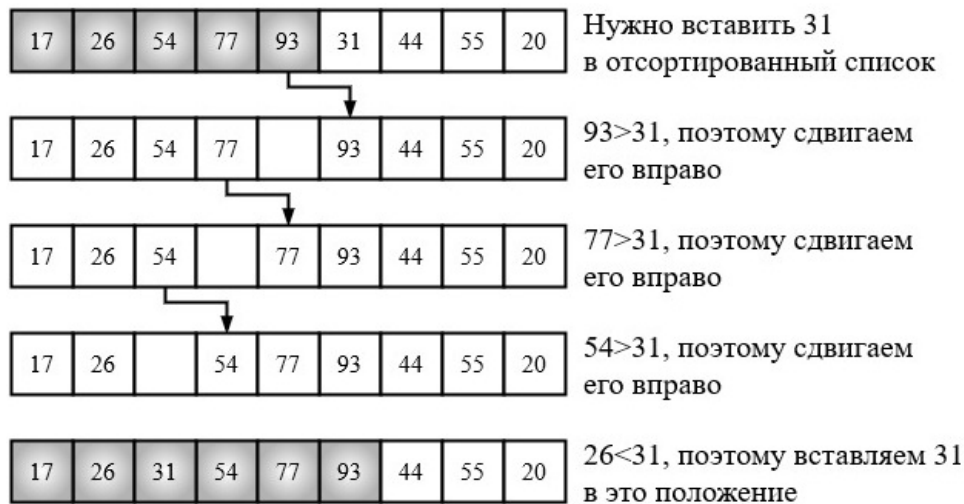 17 26 54 77 93 31 44 55 20
Нужно вставить 31
в отсортированный список
17 26 54 77 93 44 55 20
93>31, поэтому сдвигаем
его вправо
17 26 54 77 93 44 55 20
77>31, поэтому сдвигаем
его вправо
17 26 54 77 93 44 55 20
54>31, поэтому сдвигаем
его вправо
17 26 31 54 77 93 44 55 20
26<31, поэтому вставляем 31
в это положение